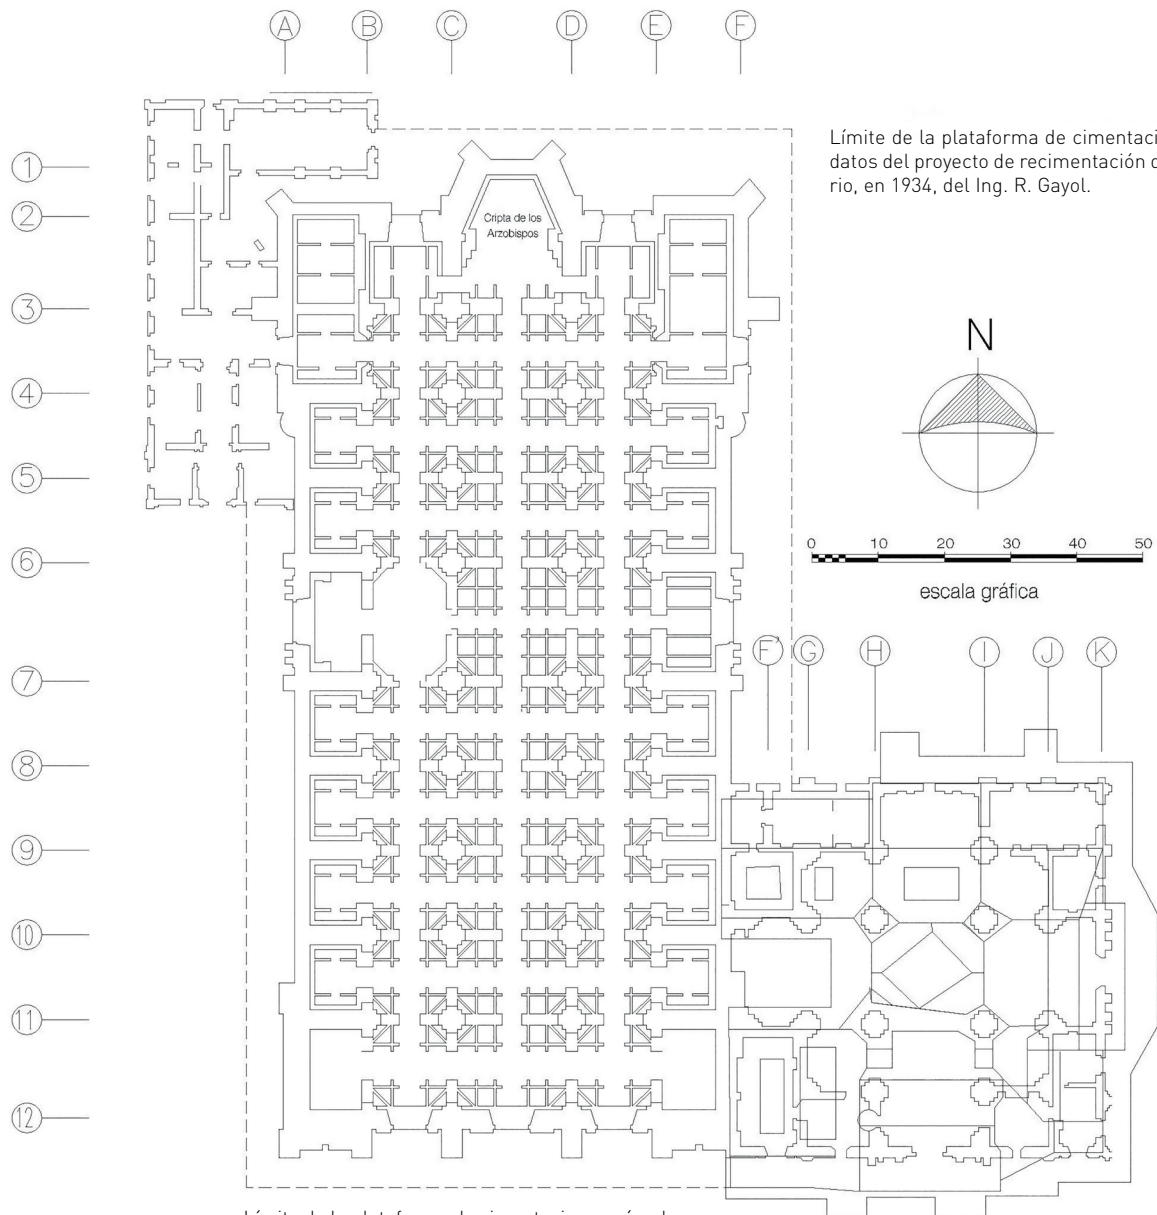 A B C D E F
Límite de la plataforma de cimentaci
datos del proyecto de recimentación
rio, en 1934, del Ing. R. Gayol.
1
2
Cripta de los
Arzobispos
3
N
4
5
0 10 20 30 40 50
6
escala gráfica
F' G H I J K
7
8
9
10
11
12